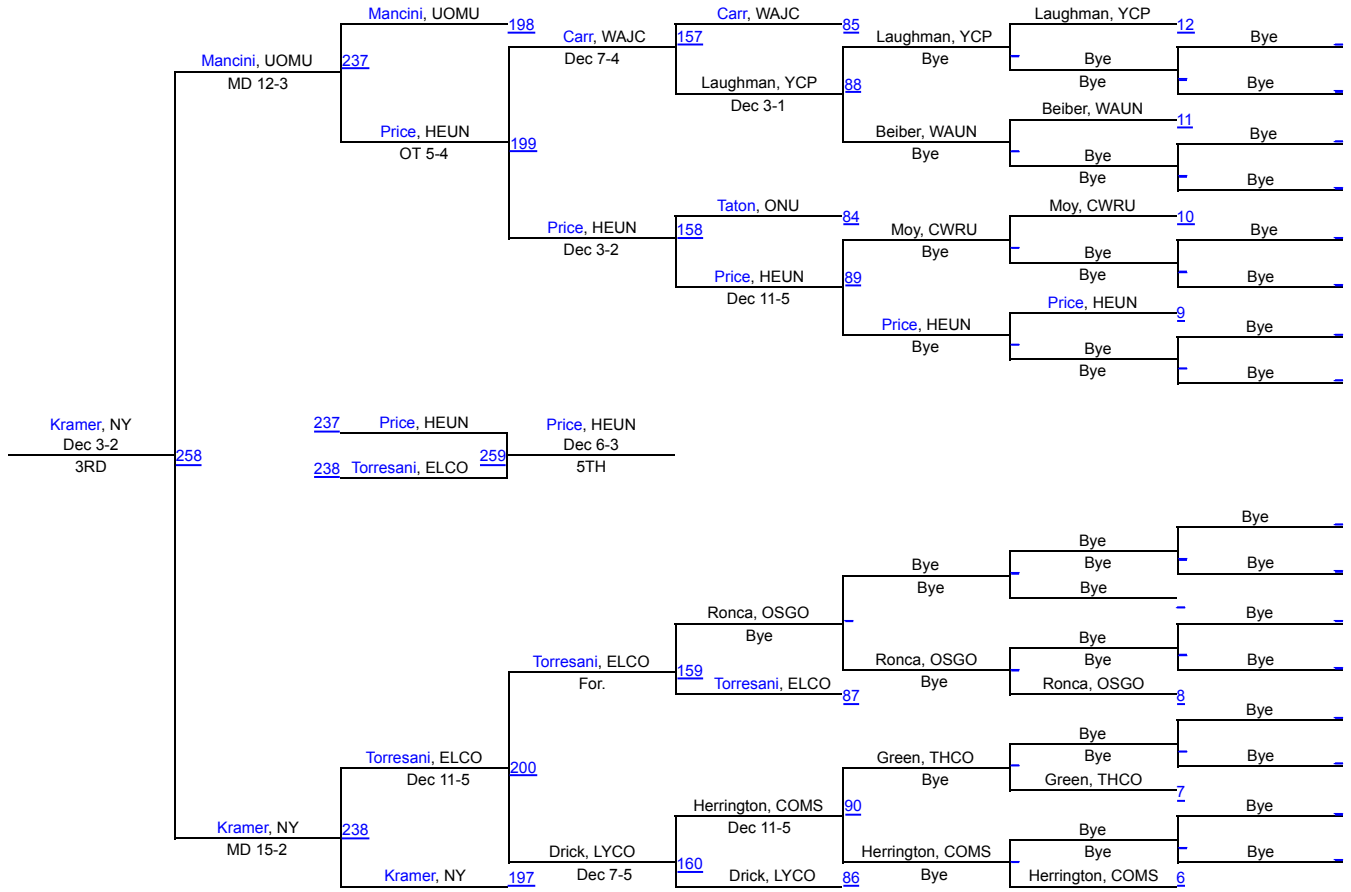 Mancini, UOMU 198 Carr, WAJC 85 Laughman, YCP 12
Carr, WAJC 157 Laughman, YCP Bye
Dec 7-4 Bye Bye
Mancini, UOMU 237 Bye
MD 12-3 Laughman, YCP 88 Bye
Dec 3-1 Beiber, WAUN 11
Price, HEUN 199 Beiber, WAUN Bye
OT 5-4 Bye Bye
Bye
Bye
Taton, ONU 84 Moy, CWRU 10
Price, HEUN 158 Moy, CWRU Bye
Dec 3-2 Bye Bye
Bye
Price, HEUN 89 Bye
Dec 11-5 Price, HEUN 9
Price, HEUN Bye
Bye Bye
Bye
Bye
Kramer, NY 237 Price, HEUN Price, HEUN
Dec 3-2 Dec 6-3
3RD 258 238 Torresani, ELCO 259 5TH
Bye
Bye
Bye Bye
Bye Bye
Bye
Ronca, OSGO Bye
Bye Bye
Torresani, ELCO 159 Ronca, OSGO Bye
For. Bye Bye
Torresani, ELCO 87 Ronca, OSGO 8
Bye
Bye
Torresani, ELCO 200 Green, THCO Bye
Dec 11-5 Bye Bye
Green, THCO 7
Herrington, COMS 90 Bye
Dec 11-5
Kramer, NY 238 Bye
MD 15-2 Drick, LYCO 160 Herrington, COMS Bye
Dec 7-5 Bye Bye
Kramer, NY 197 Drick, LYCO 86 Herrington, COMS 6